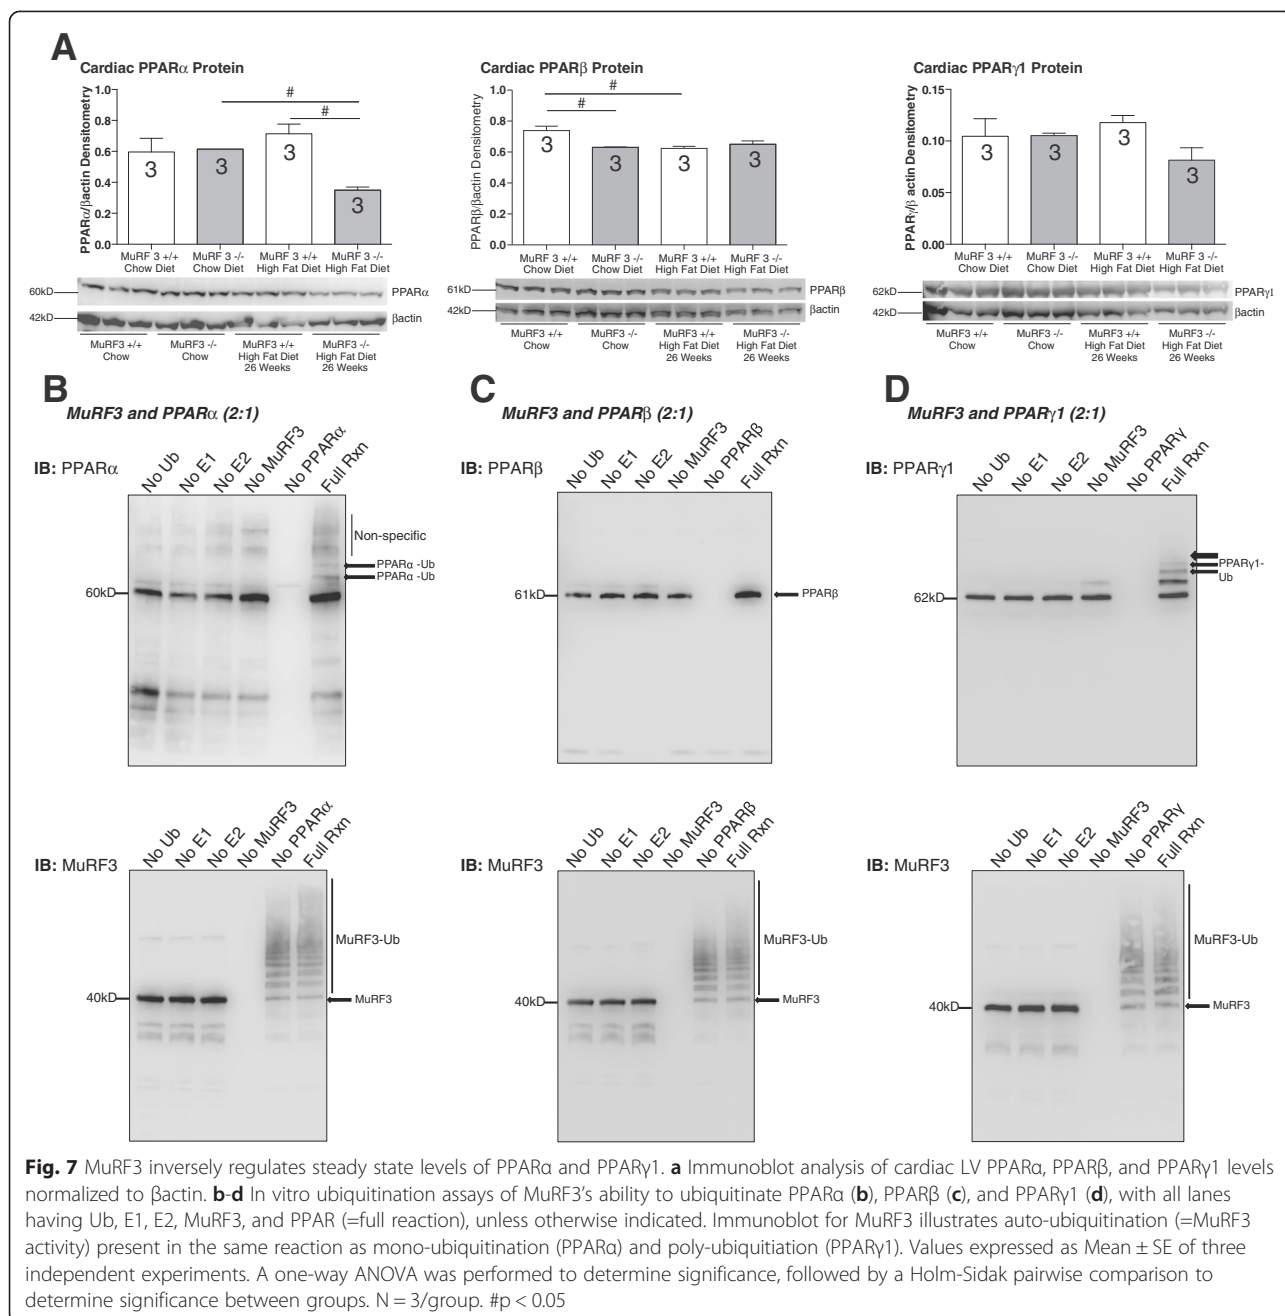 A
Cardiac PPARα Protein
PPARα/βactin Densitometry
1.0
0.8
0.6
0.4
0.2
0.0
#
#
3
3
3
3
MuRF 3 +/+ Chow Diet
MuRF 3 -/- Chow Diet
MuRF 3 +/+ High Fat Diet
MuRF 3 -/- High Fat Diet
60kD
PPARα
42kD
βactin
MuRF3 +/+ Chow
MuRF3 -/- Chow
MuRF3 +/+ High Fat Diet 26 Weeks
MuRF3 -/- High Fat Diet 26 Weeks
Cardiac PPARβ Protein
PPARβ/βactin Densitometry
1.0
0.8
0.6
0.4
0.2
0.0
#
#
3
3
3
3
MuRF 3 +/+ Chow Diet
MuRF 3 -/- Chow Diet
MuRF 3 +/+ High Fat Diet
MuRF 3 -/- High Fat Diet
61kD
PPARβ
42kD
βactin
MuRF3 +/+ Chow
MuRF3 -/- Chow
MuRF3 +/+ High Fat Diet 26 Weeks
MuRF3 -/- High Fat Diet 26 Weeks
Cardiac PPARγ1 Protein
PPARγ/β actin Densitometry
0.15
0.10
0.05
0.00
3
3
3
3
MuRF 3 +/+ Chow Diet
MuRF 3 -/- Chow Diet
MuRF 3 +/+ High Fat Diet
MuRF 3 -/- High Fat Diet
62kD
PPARγ1
42kD
βactin
MuRF3 +/+ Chow
MuRF3 -/- Chow
MuRF3 +/+ High Fat Diet 26 Weeks
MuRF3 -/- High Fat Diet 26 Weeks
B
MuRF3 and PPARα (2:1)
IB: PPARα
No Ub
No E1
No E2
No MuRF3
No PPARα
Full Rxn
Non-specific
PPARα -Ub
PPARα -Ub
60kD
IB: MuRF3
No Ub
No E1
No E2
No MuRF3
No PPARα
Full Rxn
MuRF3-Ub
40kD
MuRF3
C
MuRF3 and PPARβ (2:1)
IB: PPARβ
No Ub
No E1
No E2
No MuRF3
No PPARβ
Full Rxn
61kD
PPARβ
IB: MuRF3
No Ub
No E1
No E2
No MuRF3
No PPARβ
Full Rxn
MuRF3-Ub
40kD
MuRF3
D
MuRF3 and PPARγ1 (2:1)
IB: PPARγ1
No Ub
No E1
No E2
No MuRF3
No PPARγ
Full Rxn
PPARγ1-
Ub
62kD
IB: MuRF3
No Ub
No E1
No E2
No MuRF3
No PPARγ
Full Rxn
MuRF3-Ub
40kD
MuRF3
Fig. 7 MuRF3 inversely regulates steady state levels of PPARα and PPARγ1. a Immunoblot analysis of cardiac LV PPARα, PPARβ, and PPARγ1 levels
normalized to βactin. b-d In vitro ubiquitination assays of MuRF3's ability to ubiquitinate PPARα (b), PPARβ (c), and PPARγ1 (d), with all lanes
having Ub, E1, E2, MuRF3, and PPAR (=full reaction), unless otherwise indicated. Immunoblot for MuRF3 illustrates auto-ubiquitination (=MuRF3
activity) present in the same reaction as mono-ubiquitination (PPARα) and poly-ubiquitiation (PPARγ1). Values expressed as Mean ± SE of three
independent experiments. A one-way ANOVA was performed to determine significance, followed by a Holm-Sidak pairwise comparison to
determine significance between groups. N = 3/group. #p < 0.05